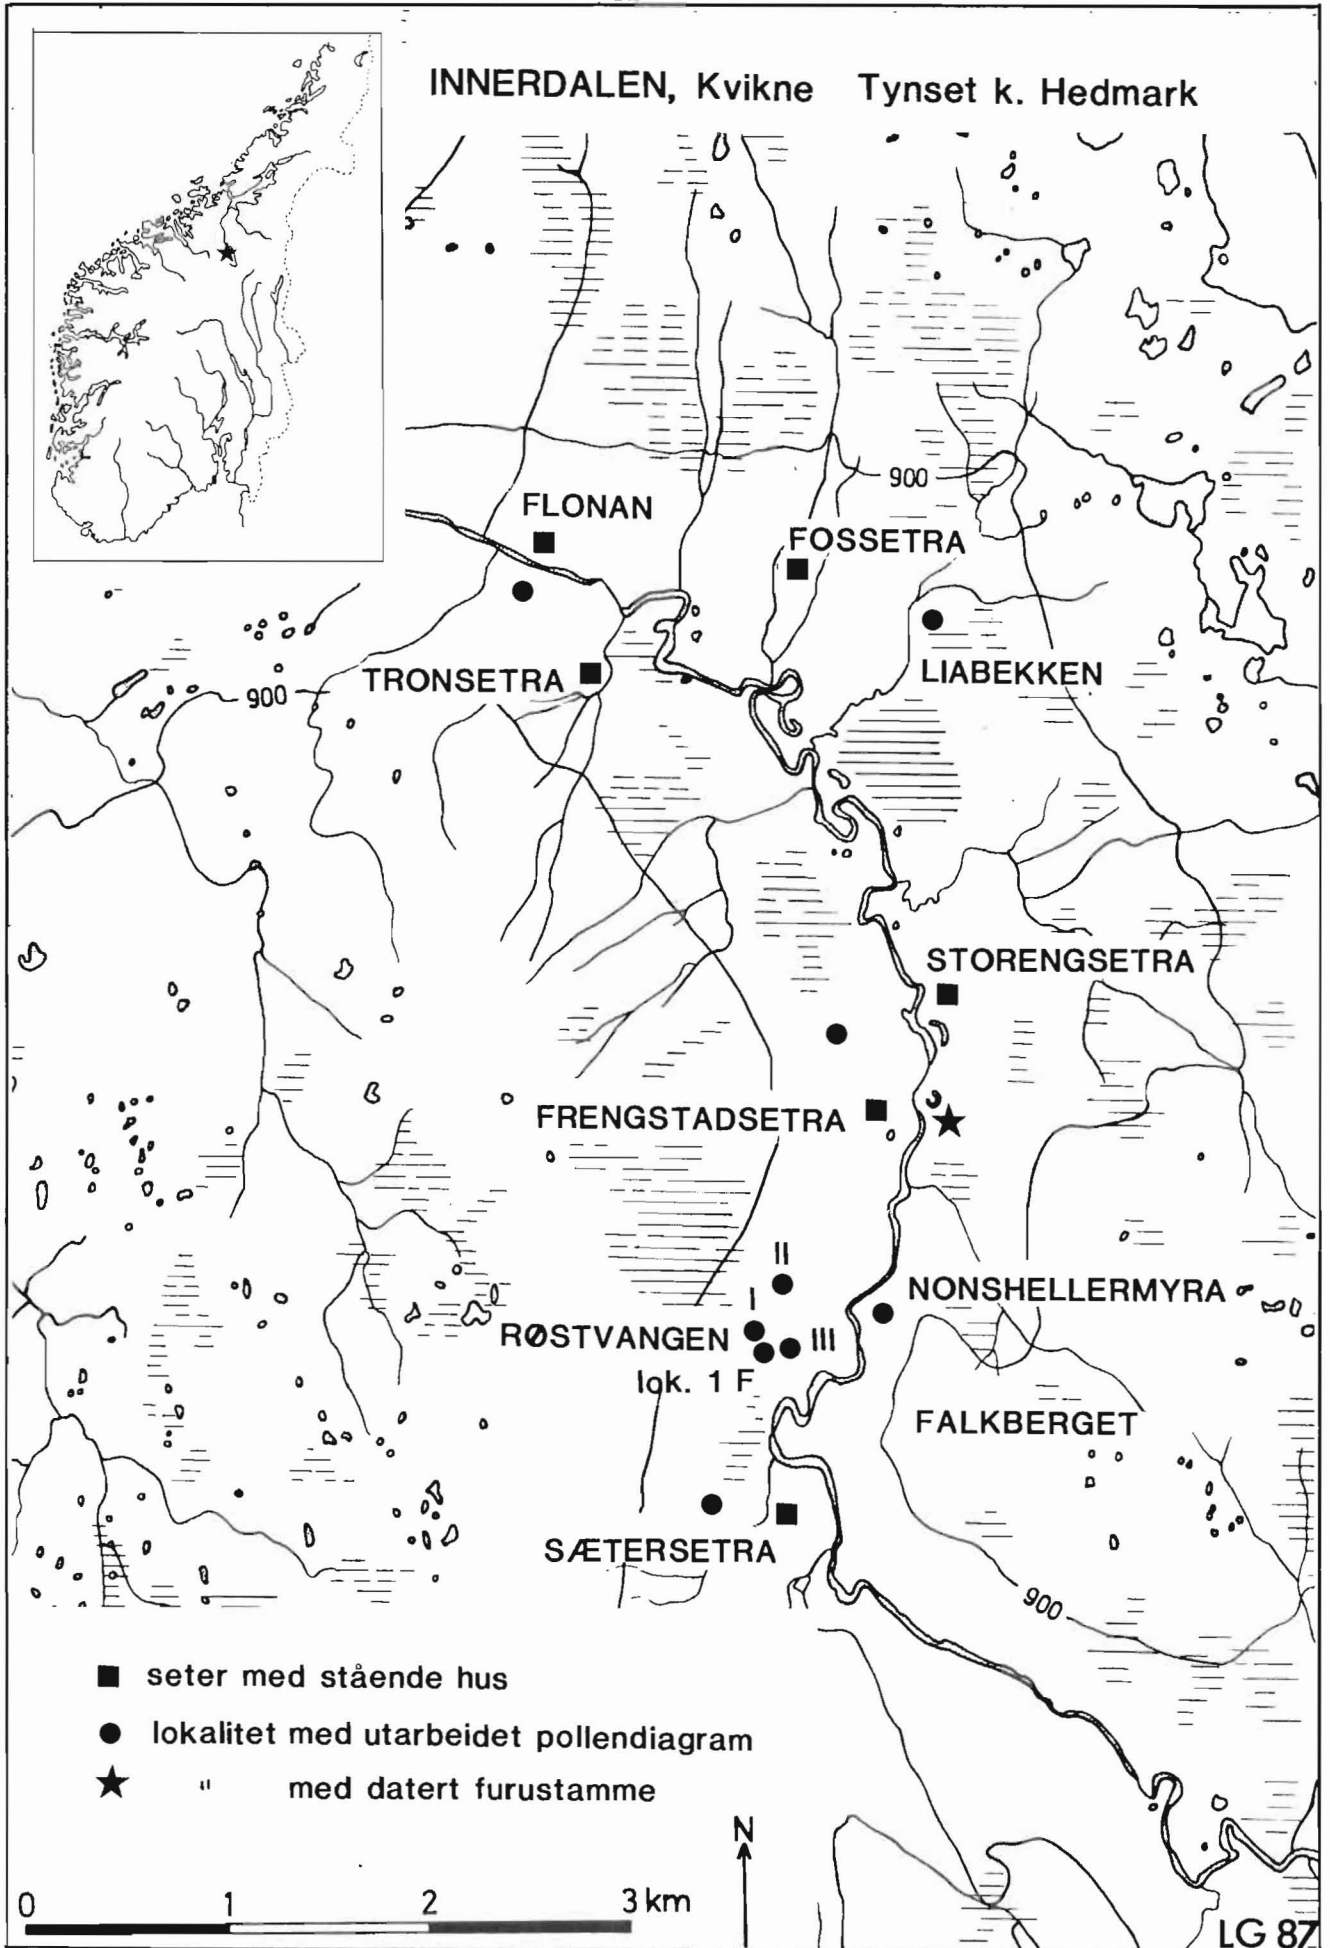 INNERDALEN, Kvikne Tynset k. Hedmark
900
FLONAN
FOSSETRA
LIABEKKEN
TRONSETRA
900
STORENGSETRA
FRENGSTADSETRA
II
NONSHELLERMYRA
I
RØSTVANGEN
III
lok. 1 F
FALKBERGET
SÆTERSETRA
900
seter med stående hus
lokalitet med utarbeidet pollendiagram
" med datert furustamme
N
0 1 2 3 km
LG 87